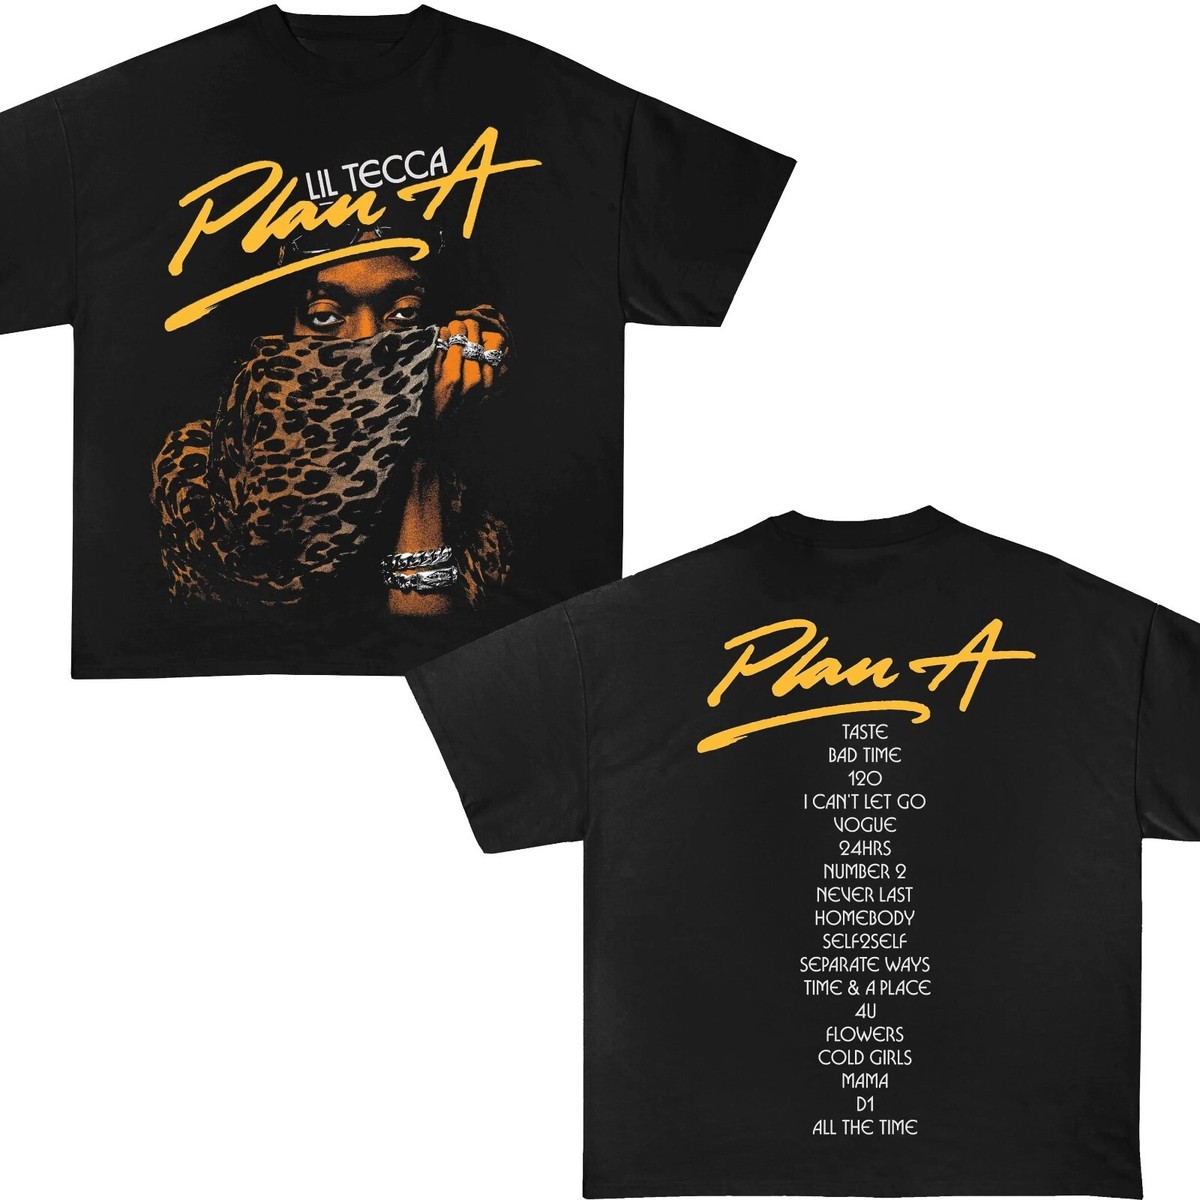 LIL TECCA
Plan A
Plan A
TASTE
BAD TIME
120
I CAN'T LET GO
VOGUE
24HRS
NUMBER 2
NEVER LAST
HOMEBODY
SELF2SELF
SEPARATE WAYS
TIME & A PLACE
4U
FLOWERS
COLD GIRLS
MAMA
D1
ALL THE TIME